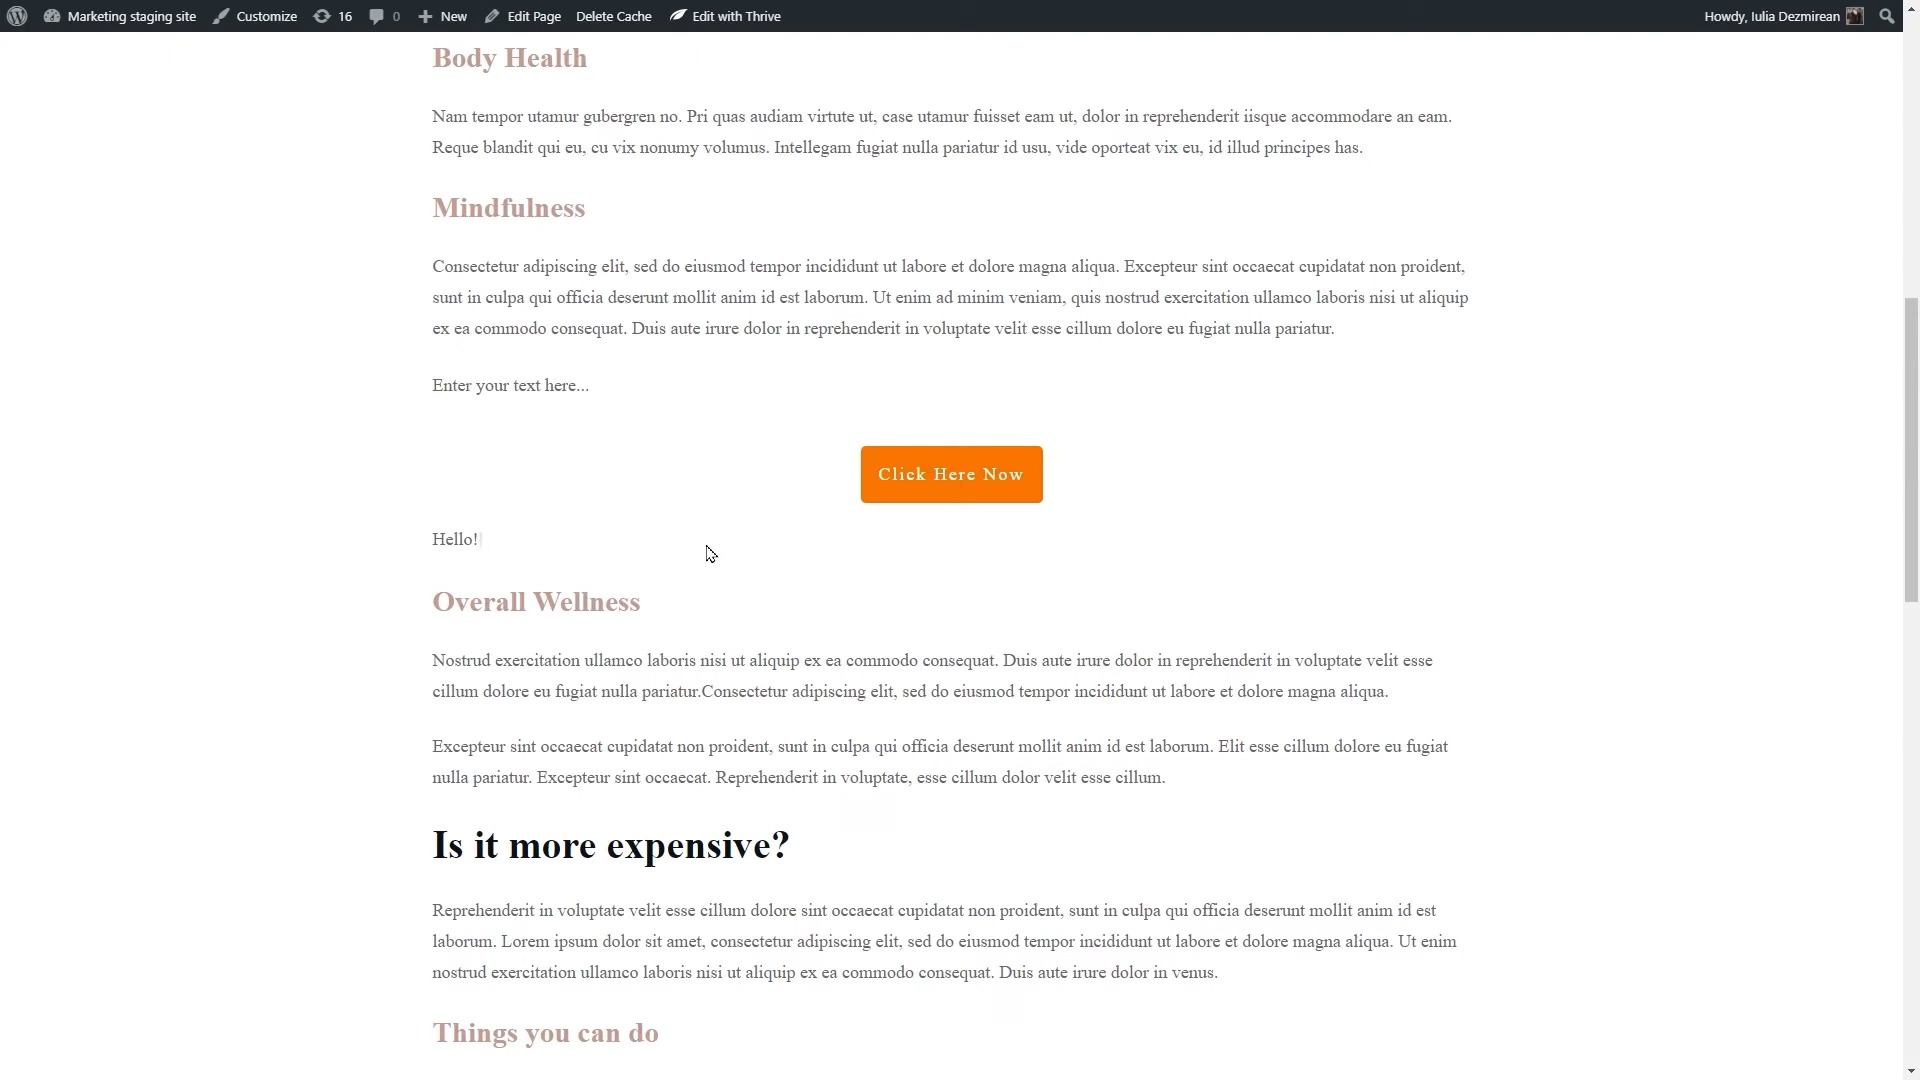 Marketing staging site Customize 16 0 New Edit Page Delete Cache Edit with Thrive Howdy, Iulia Dezmirean
Body Health
Nam tempor utamur gubergren no. Pri quas audiam virtute ut, case utamur fuisset eam ut, dolor in reprehenderit iisque accommodare an eam.
Reque blandit qui eu, cu vix nonumy volumus. Intellegam fugiat nulla pariatur id usu, vide oporteat vix eu, id illud principes has.
Mindfulness
Consectetur adipiscing elit, sed do eiusmod tempor incididunt ut labore et dolore magna aliqua. Excepteur sint occaecat cupidatat non proident,
sunt in culpa qui officia deserunt mollit anim id est laborum. Ut enim ad minim veniam, quis nostrud exercitation ullamco laboris nisi ut aliquip
ex ea commodo consequat. Duis aute irure dolor in reprehenderit in voluptate velit esse cillum dolore eu fugiat nulla pariatur.
Enter your text here...
Click Here Now
Hello!
Overall Wellness
Nostrud exercitation ullamco laboris nisi ut aliquip ex ea commodo consequat. Duis aute irure dolor in reprehenderit in voluptate velit esse
cillum dolore eu fugiat nulla pariatur.Consectetur adipiscing elit, sed do eiusmod tempor incididunt ut labore et dolore magna aliqua.
Excepteur sint occaecat cupidatat non proident, sunt in culpa qui officia deserunt mollit anim id est laborum. Elit esse cillum dolore eu fugiat
nulla pariatur. Excepteur sint occaecat. Reprehenderit in voluptate, esse cillum dolor velit esse cillum.
Is it more expensive?
Reprehenderit in voluptate velit esse cillum dolore sint occaecat cupidatat non proident, sunt in culpa qui officia deserunt mollit anim id est
laborum. Lorem ipsum dolor sit amet, consectetur adipiscing elit, sed do eiusmod tempor incididunt ut labore et dolore magna aliqua. Ut enim
nostrud exercitation ullamco laboris nisi ut aliquip ex ea commodo consequat. Duis aute irure dolor in venus.
Things you can do